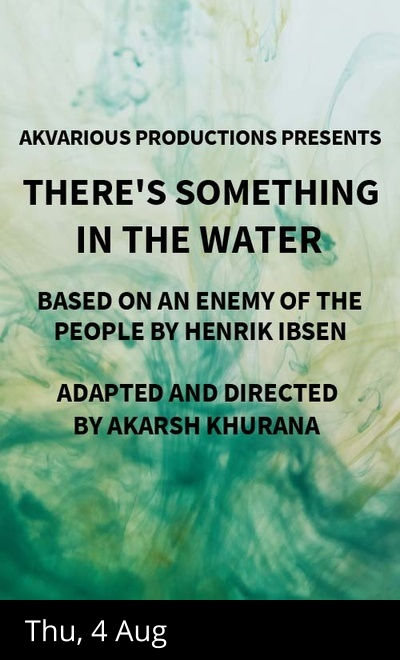 AKVARIOUS PRODUCTIONS PRESENTS
THERE'S SOMETHING
IN THE WATER
BASED ON AN ENEMY OF THE
PEOPLE BY HENRIK IBSEN
ADAPTED AND DIRECTED
BY AKARSH KHURANA
Thu, 4 Aug